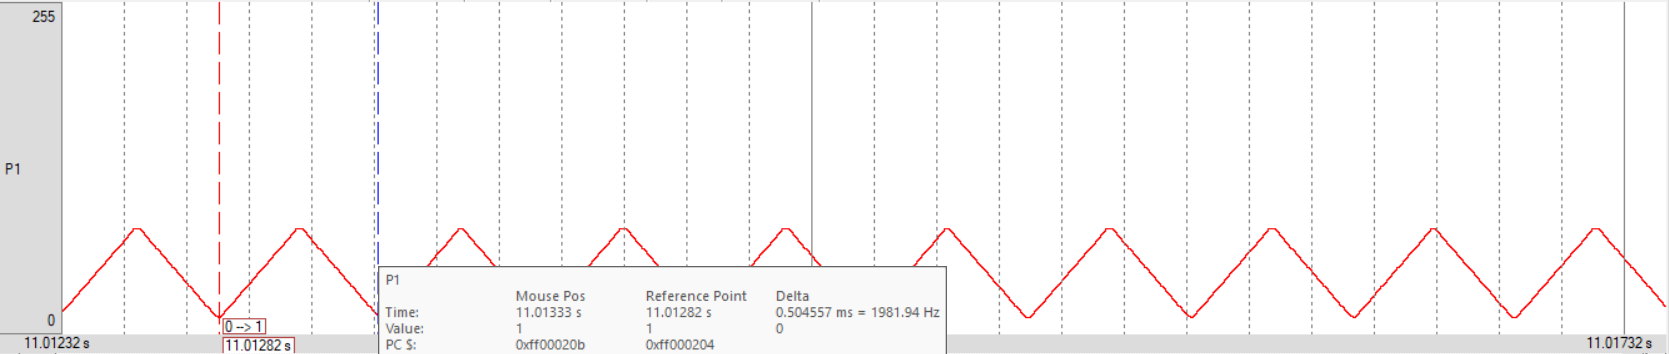 255
P1
0
0 --> 1
11.01232 s
11.01282 s
11.01732 s
P1
Mouse Pos Reference Point Delta
Time: 11.01333 s 11.01282 s 0.504557 ms = 1981.94 Hz
Value: 1 1 0
PC $: 0xff00020b 0xff000204